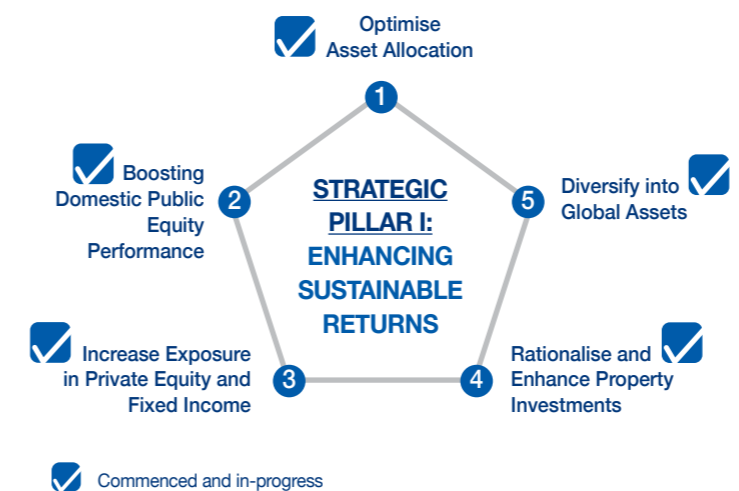 Optimise
Asset Allocation
1
Boosting
Domestic Public
Equity
Performance
2
STRATEGIC
PILLAR I:
ENHANCING
SUSTAINABLE
RETURNS
5
Diversify into
Global Assets
Increase Exposure
in Private Equity and
Fixed Income
3
4
Rationalise and
Enhance Property
Investments
Commenced and in-progress